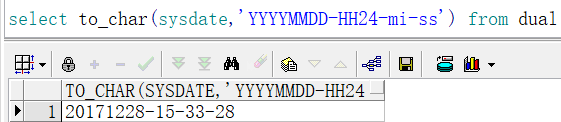 select to_char(sysdate,'YYYYMMDD-HH24-mi-ss') from dual
TO_CHAR(SYSDATE,'YYYYMMDD-HH24
1 20171228-15-33-28